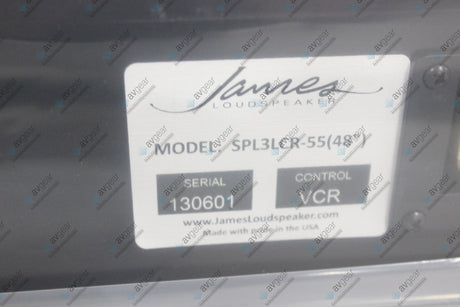 James
LOUDSPEAKER
MODEL: SPL3LCR-55(48")
SERIAL
130601
CONTROL
VCR
www.JamesLoudspeaker.com
Made with pride in the USA
avgear